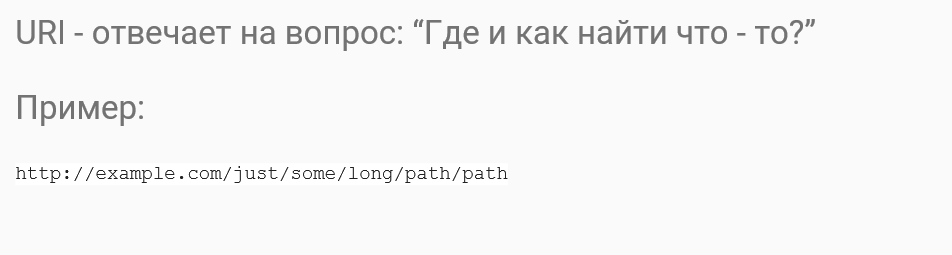 URI - отвечает на вопрос: “Где и как найти что - то?”
Пример:
http://example.com/just/some/long/path/path